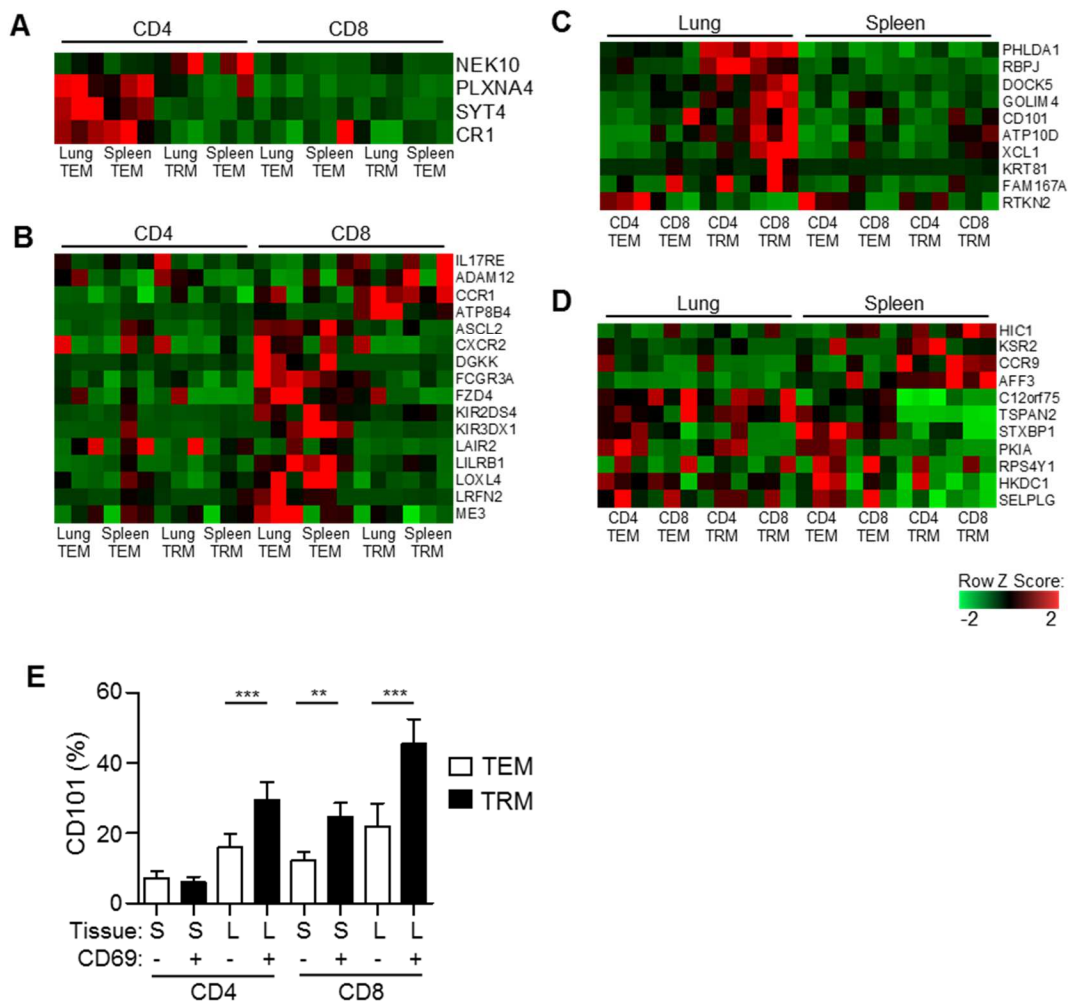 A
CD4 CD8
NEK10
PLXNA4
SYT4
CR1
Lung Spleen Lung Spleen Lung Spleen Lung Spleen
TEM TEM TRM TRM TEM TEM TRM TEM
B
CD4 CD8
IL17RE
ADAM12
CCR1
ATP8B4
ASCL2
CXCR2
DGKK
FCGR3A
FZD4
KIR2DS4
KIR3DX1
LAIR2
LILRB1
LOXL4
LRFN2
ME3
Lung Spleen Lung Spleen Lung Spleen Lung Spleen
TEM TEM TRM TRM TEM TEM TRM TRM
C
Lung Spleen
PHLDA1
RBPJ
DOCK5
GOLIM4
CD101
ATP10D
XCL1
KRT81
FAM167A
RTKN2
CD4 CD8 CD4 CD8 CD4 CD8 CD4 CD8
TEM TEM TRM TRM TEM TEM TRM TRM
D
Lung Spleen
HIC1
KSR2
CCR9
AFF3
C12orf75
TSPAN2
STXBP1
PKIA
RPS4Y1
HKDC1
SELPLG
CD4 CD8 CD4 CD8 CD4 CD8 CD4 CD8
TEM TEM TRM TRM TEM TEM TRM TRM
Row Z Score:
-2 2
E
CD101 (%)
60
40
20
0
*** ** ***
TEM
TRM
Tissue: S S L L S S L L
CD69: - + - + - + - +
CD4 CD8